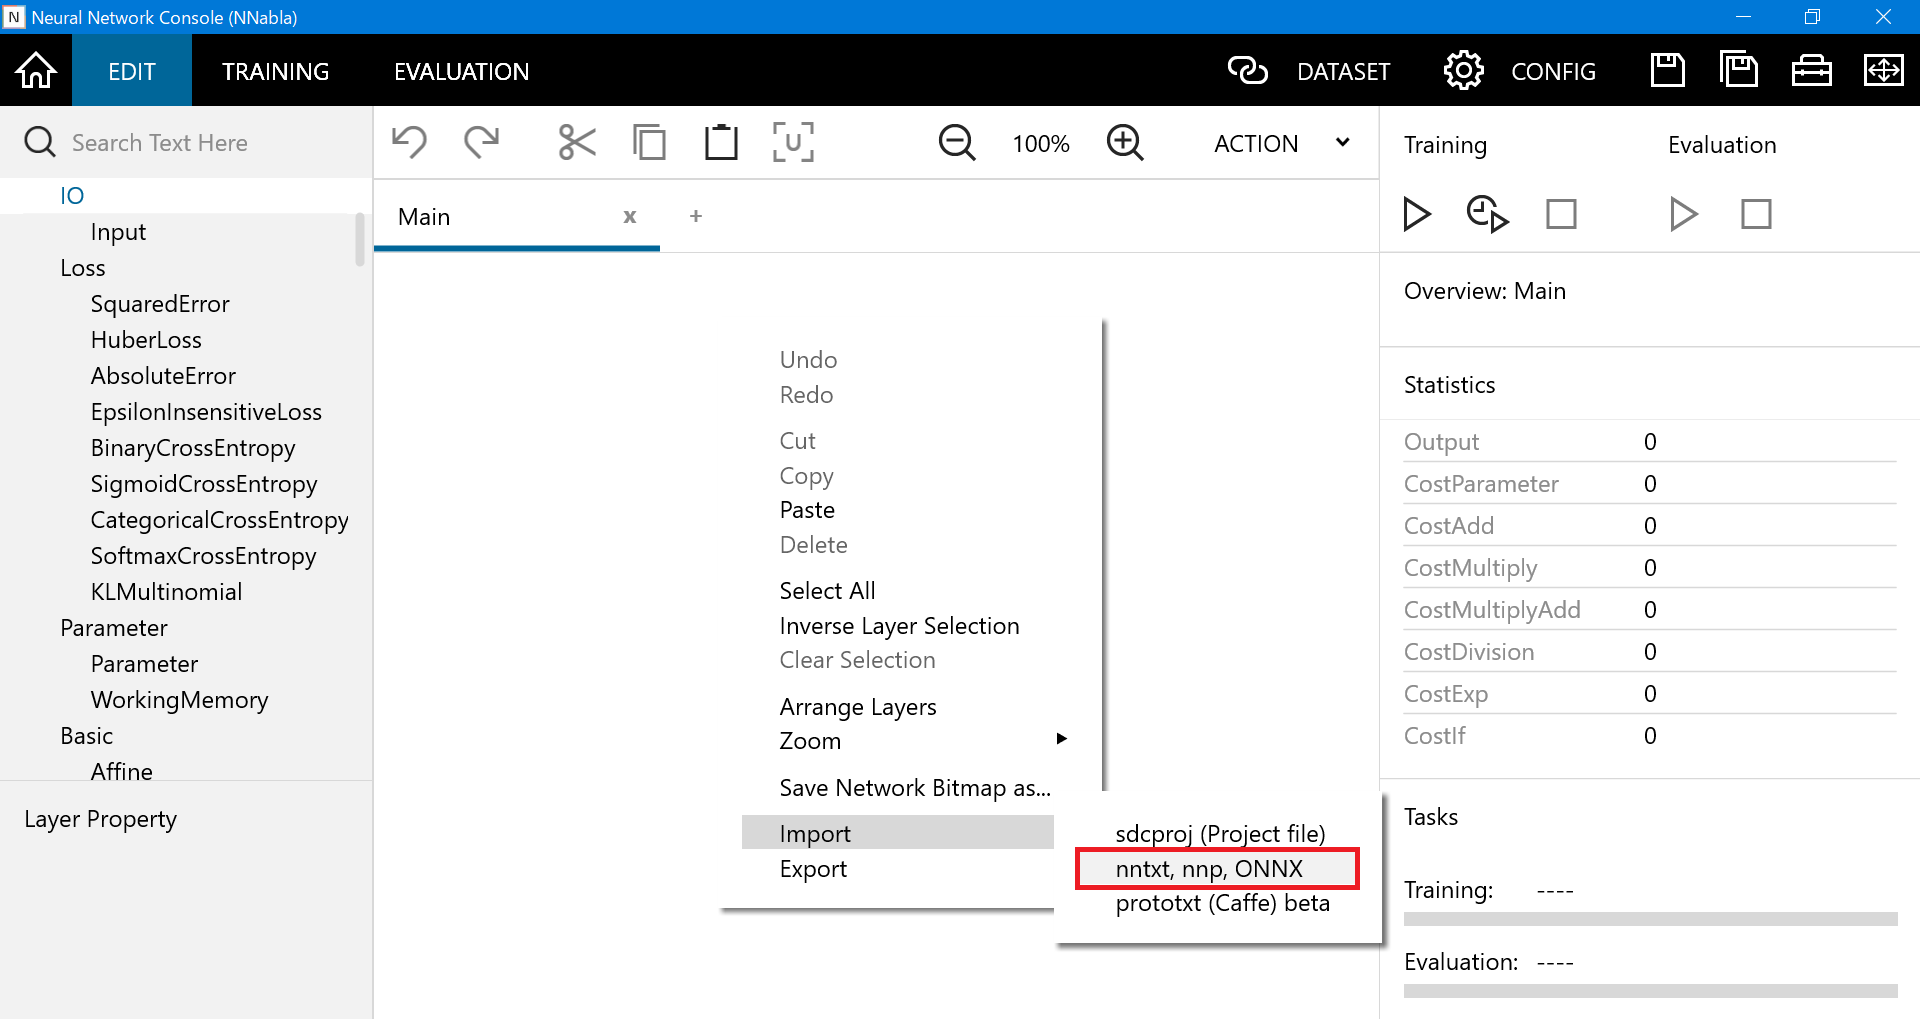 N Neural Network Console (NNabla)
EDIT TRAINING EVALUATION DATASET CONFIG
Search Text Here
IO
Input
Loss
SquaredError
HuberLoss
AbsoluteError
EpsilonInsensitiveLoss
BinaryCrossEntropy
SigmoidCrossEntropy
CategoricalCrossEntropy
SoftmaxCrossEntropy
KLMultinomial
Parameter
Parameter
WorkingMemory
Basic
Affine
Layer Property
100% ACTION
Main x +
Undo
Redo
Cut
Copy
Paste
Delete
Select All
Inverse Layer Selection
Clear Selection
Arrange Layers
Zoom
Save Network Bitmap as...
Import
Export
sdcproj (Project file)
nntxt, nnp, ONNX
prototxt (Caffe) beta
Training Evaluation
Overview: Main
Statistics
Output 0
CostParameter 0
CostAdd 0
CostMultiply 0
CostMultiplyAdd 0
CostDivision 0
CostExp 0
CostIf 0
Tasks
Training: ----
Evaluation: ----